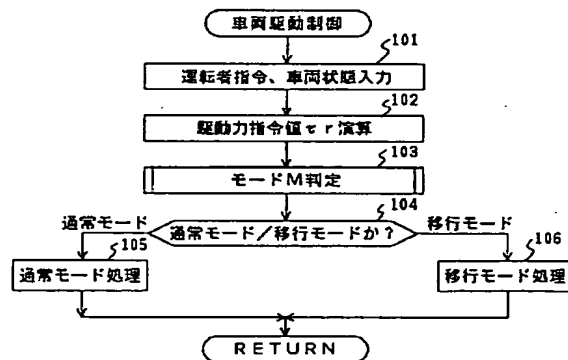 車両駆動制御
101
運転者指令、車両状態入力
102
駆動力指令値τr演算
103
モードM判定
104
通常モード
通常モード／移行モードか？
移行モード
105
通常モード処理
106
移行モード処理
RETURN